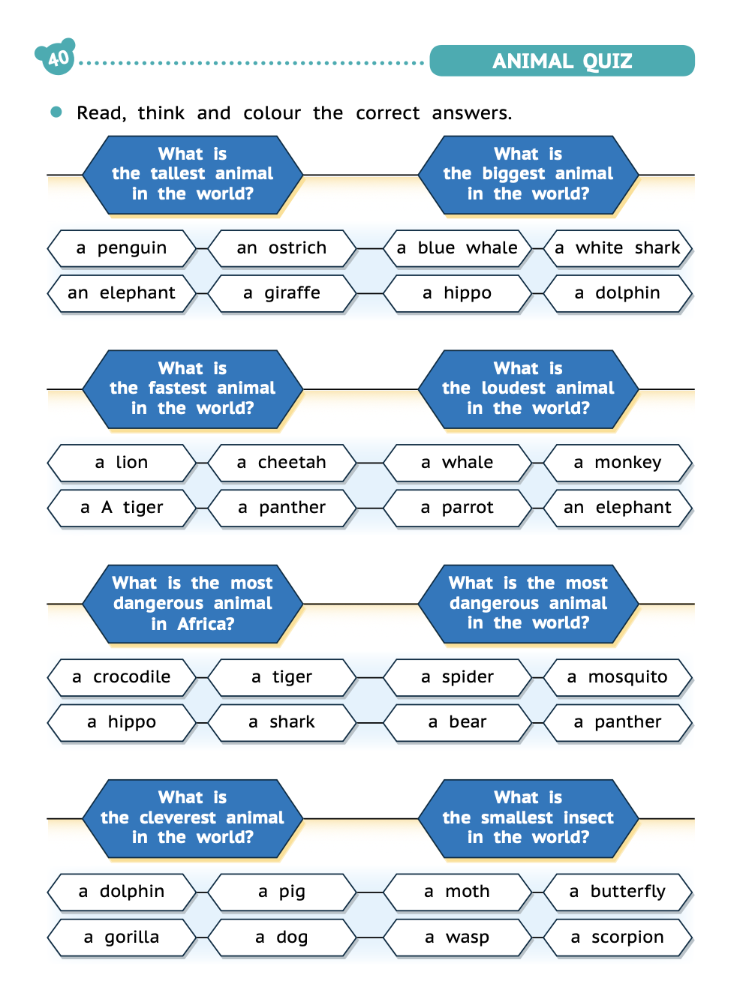 40
ANIMAL QUIZ
Read, think and colour the correct answers.
What is
the tallest animal
in the world?
a penguin
an ostrich
an elephant
a giraffe
What is
the biggest animal
in the world?
a blue whale
a white shark
a hippo
a dolphin
What is
the fastest animal
in the world?
a lion
a cheetah
a A tiger
a panther
What is
the loudest animal
in the world?
a whale
a monkey
a parrot
an elephant
What is the most
dangerous animal
in Africa?
a crocodile
a tiger
a hippo
a shark
What is the most
dangerous animal
in the world?
a spider
a mosquito
a bear
a panther
What is
the cleverest animal
in the world?
a dolphin
a pig
a gorilla
a dog
What is
the smallest insect
in the world?
a moth
a butterfly
a wasp
a scorpion